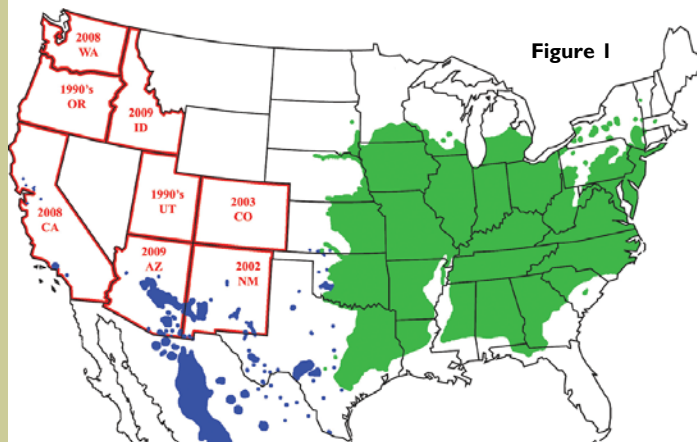 Figure 1
2008
WA
1990's
OR
2009
ID
2008
CA
1990's
UT
2003
CO
2009
AZ
2002
NM